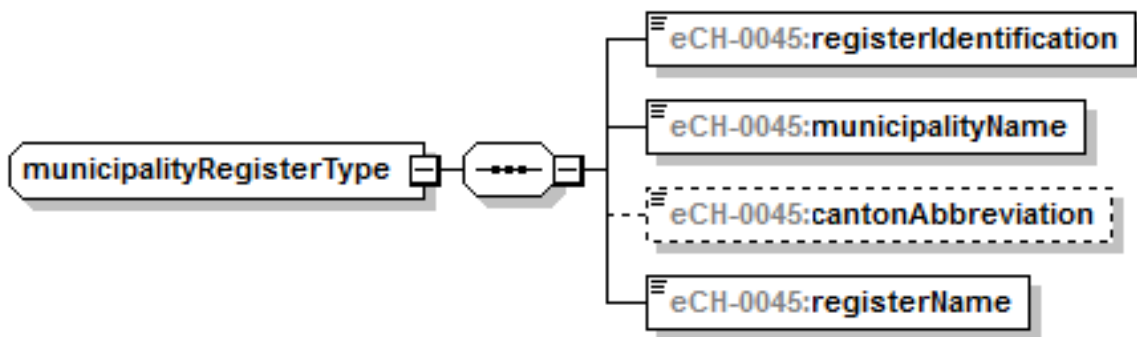 eCH-0045:registerIdentification
eCH-0045:municipalityName
municipalityRegisterType
eCH-0045:cantonAbbreviation
eCH-0045:registerName